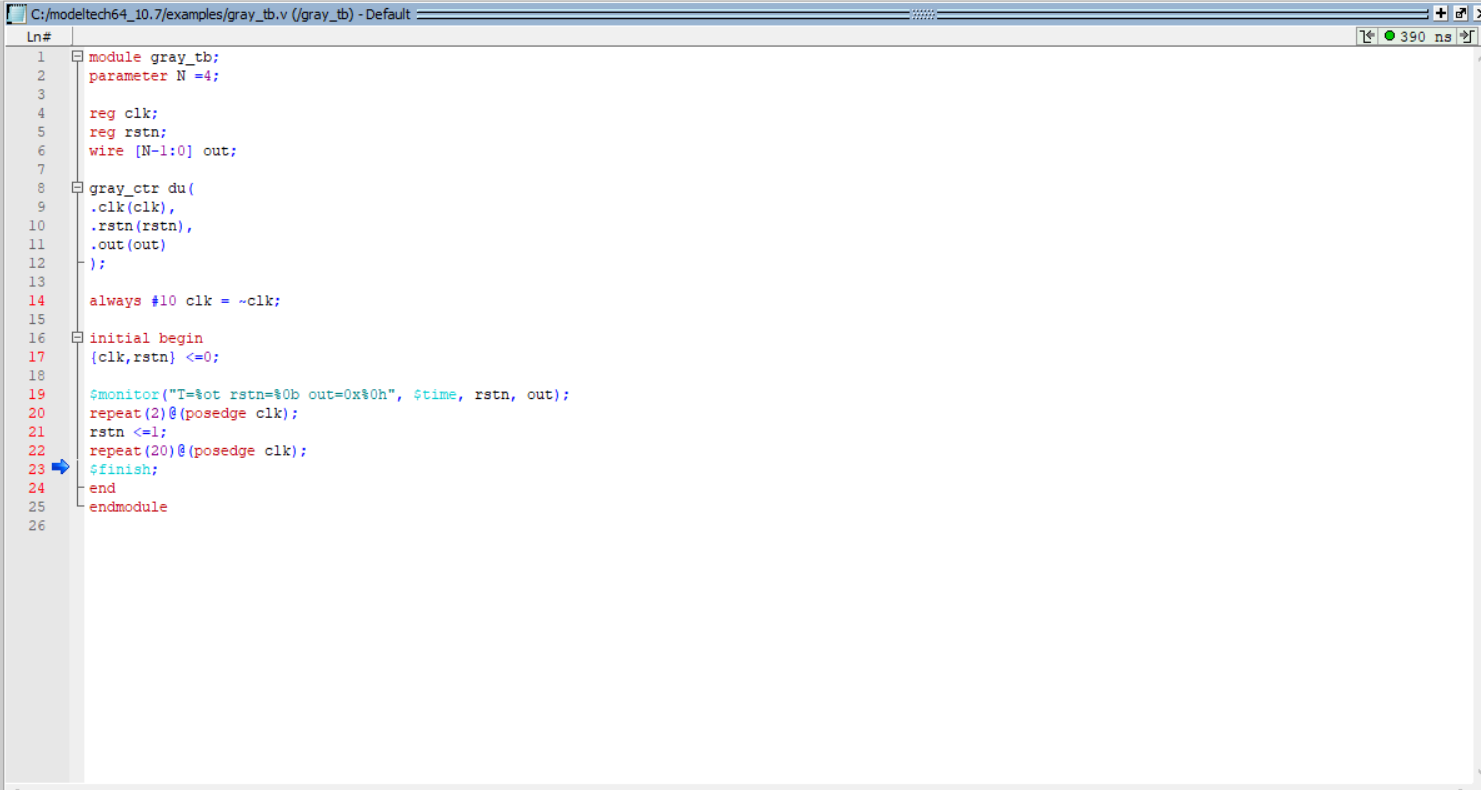 C:/modeltech64_10.7/examples/gray_tb.v (/gray_tb) - Default
Ln#
390 ns
1 module gray_tb;
2 parameter N =4;
3
4 reg clk;
5 reg rstn;
6 wire [N-1:0] out;
7
8 gray_ctr du(
9 .clk(clk),
10 .rstn(rstn),
11 .out(out)
12 );
13
14 always #10 clk = ~clk;
15
16 initial begin
17 {clk,rstn} <=0;
18
19 $monitor("T=%ot rstn=%0b out=0x%0h", $time, rstn, out);
20 repeat(2)@(posedge clk);
21 rstn <=1;
22 repeat(20)@(posedge clk);
23 $finish;
24 end
25 endmodule
26